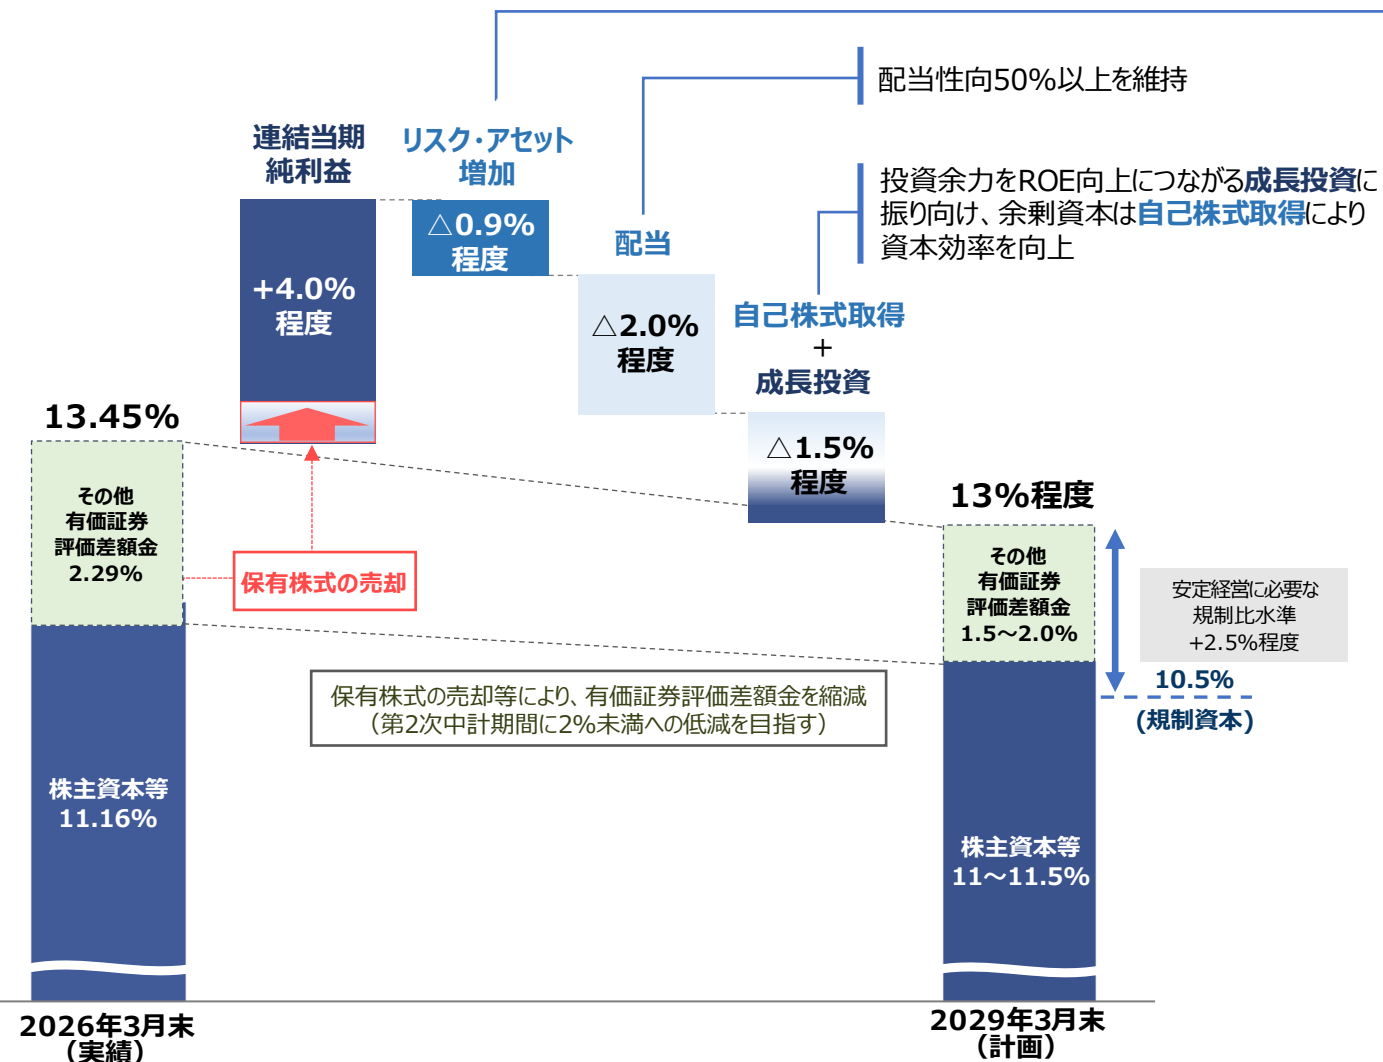 配当性向50%以上を維持
連結当期
純利益
リスク・アセット
増加
投資余力をROE向上につながる成長投資に
振り向け、余剰資本は自己株式取得により
資本効率を向上
△0.9%
程度
配当
+4.0%
程度
△2.0%
程度
自己株式取得
+
成長投資
13.45%
△1.5%
程度
その他
有価証券
評価差額金
2.29%
13%程度
保有株式の売却
その他
有価証券
評価差額金
1.5～2.0%
安定経営に必要な
規制比水準
+2.5%程度
10.5%
(規制資本)
保有株式の売却等により、有価証券評価差額金を縮減
（第2次中計期間に2%未満への低減を目指す）
株主資本等
11.16%
株主資本等
11～11.5%
2026年3月末
（実績）
2029年3月末
（計画）